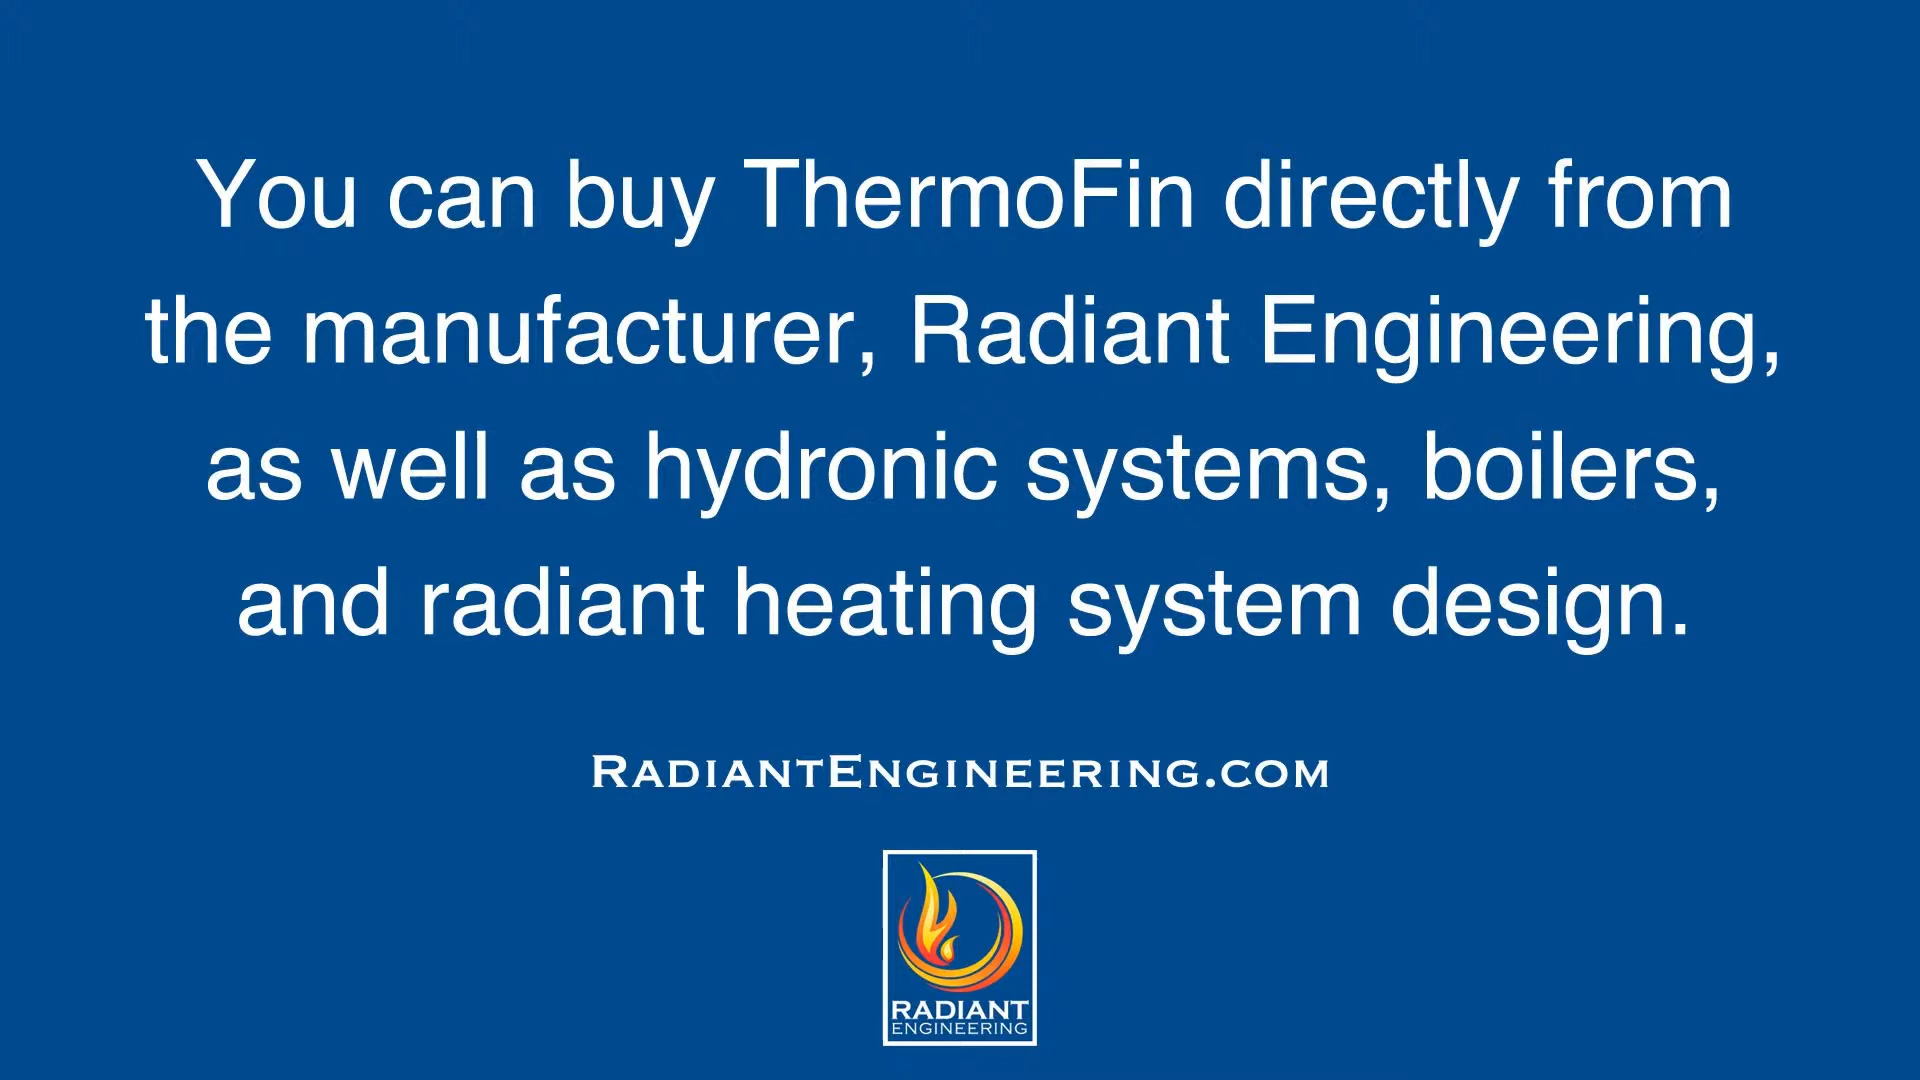 You can buy ThermoFin directly from
the manufacturer, Radiant Engineering,
as well as hydronic systems, boilers,
and radiant heating system design.
RadiantEngineering.com
RADIANT
ENGINEERING